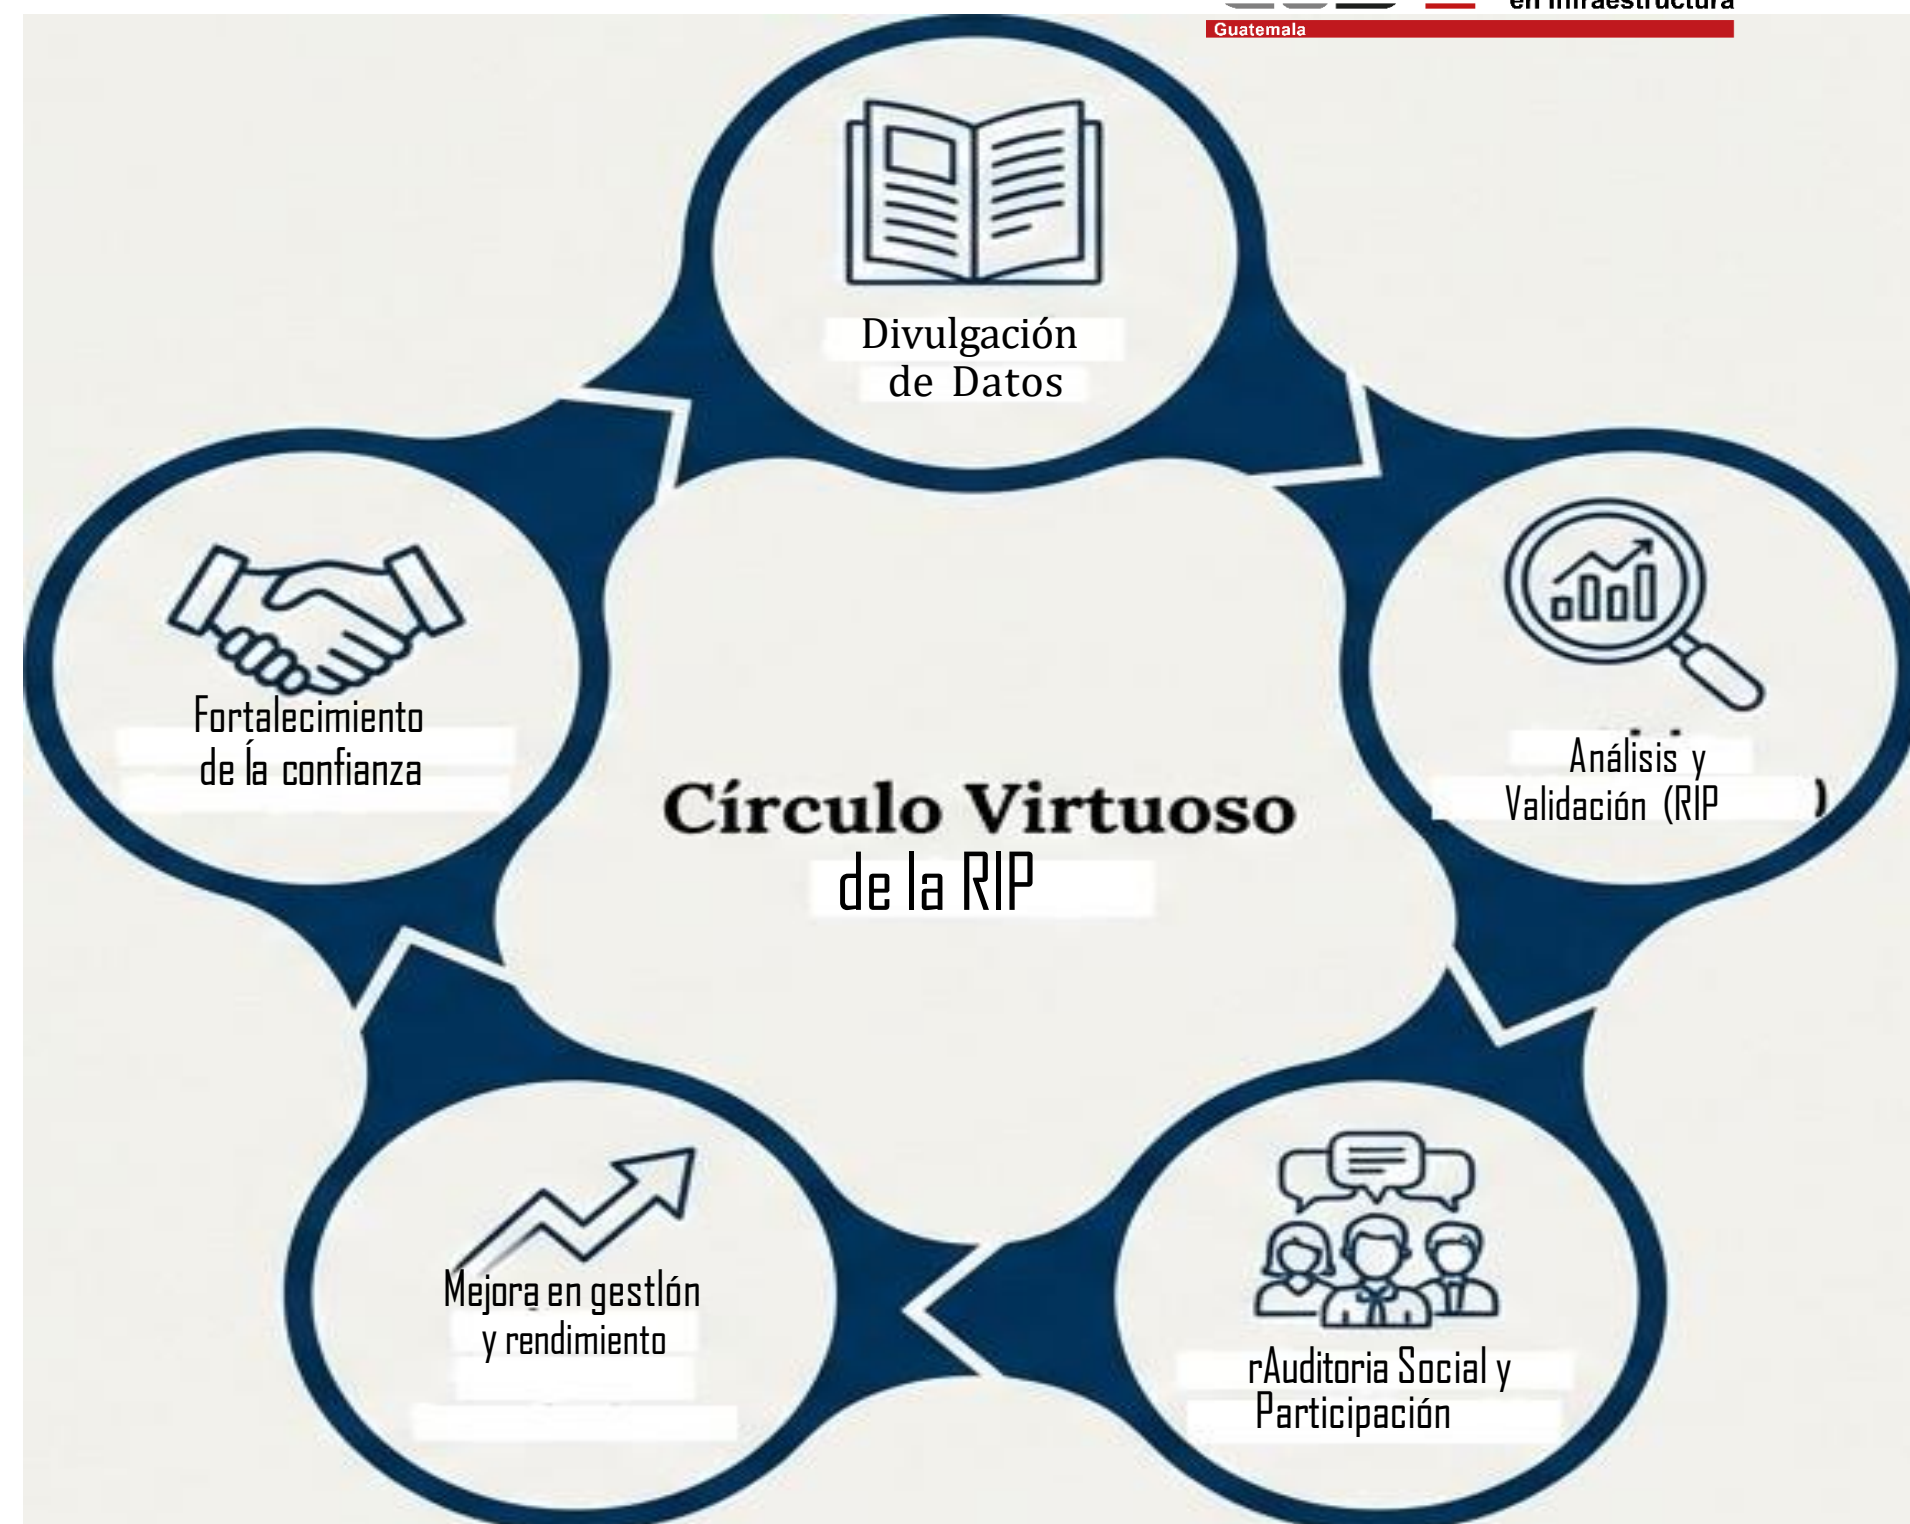 en infraestructura
Guatemala
Divulgación
de Datos
Fortalecimiento
de ĺa confianza
Análisis y
Validación (RIP )
Círculo Virtuoso
de la RIP
Mejora en gestlón
y rendimiento
rAuditoria Social y
Participación